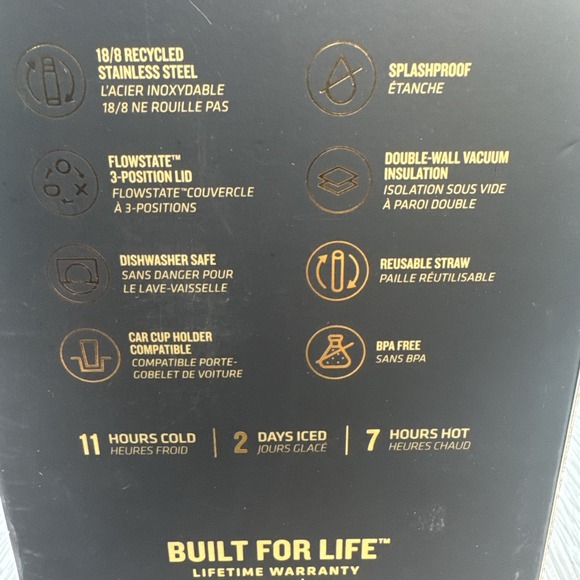 18/8 RECYCLED
STAINLESS STEEL
L'ACIER INOXYDABLE
18/8 NE ROUILLE PAS
SPLASHPROOF
ÉTANCHE
FLOWSTATE™
3-POSITION LID
FLOWSTATE™COUVERCLE
À 3-POSITIONS
DOUBLE-WALL VACUUM
INSULATION
ISOLATION SOUS VIDE
À PAROI DOUBLE
DISHWASHER SAFE
SANS DANGER POUR
LE LAVE-VAISSELLE
REUSABLE STRAW
PAILLE RÉUTILISABLE
CAR CUP HOLDER
COMPATIBLE
COMPATIBLE PORTE-
GOBELET DE VOITURE
BPA FREE
SANS BPA
11 HOURS COLD
HEURES FROID
2 DAYS ICED
JOURS GLACÉ
7 HOURS HOT
HEURES CHAUD
BUILT FOR LIFE™
LIFETIME WARRANTY